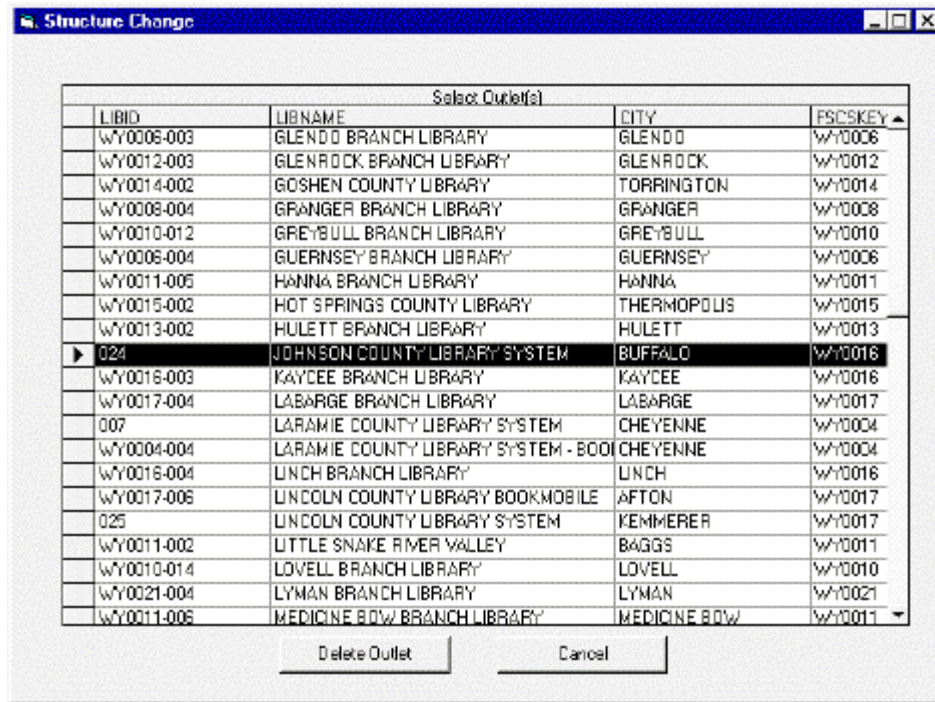 Structure Change
Select Outlet(s)
LIBID LIBNAME CITY FSCSKEY
WY0006-003 GLENDO BRANCH LIBRARY GLENDO WY0006
WY0012-003 GLENROCK BRANCH LIBRARY GLENROCK WY0012
WY0014-002 GOSHEN COUNTY LIBRARY TORRINGTON WY0014
WY0008-004 GRANGER BRANCH LIBRARY GRANGER WY0008
WY0010-012 GREYBULL BRANCH LIBRARY GREYBULL WY0010
WY0006-004 GUERNSEY BRANCH LIBRARY GUERNSEY WY0006
WY0011-005 HANNA BRANCH LIBRARY HANNA WY0011
WY0015-002 HOT SPRINGS COUNTY LIBRARY THERMOPOLIS WY0015
WY0013-002 HULETT BRANCH LIBRARY HULETT WY0013
024 JOHNSON COUNTY LIBRARY SYSTEM BUFFALO WY0016
WY0016-003 KAYCEE BRANCH LIBRARY KAYCEE WY0016
WY0017-004 LABARGE BRANCH LIBRARY LABARGE WY0017
007 LARAMIE COUNTY LIBRARY SYSTEM CHEYENNE WY0004
WY0004-004 LARAMIE COUNTY LIBRARY SYSTEM - BOOI CHEYENNE WY0004
WY0016-004 LINCH BRANCH LIBRARY LINCH WY0016
WY0017-006 LINCOLN COUNTY LIBRARY BOOKMOBILE AFTON WY0017
025 LINCOLN COUNTY LIBRARY SYSTEM KEMMERER WY0017
WY0011-002 LITTLE SNAKE RIVER VALLEY BAGGS WY0011
WY0010-014 LOVELL BRANCH LIBRARY LOVELL WY0010
WY0021-004 LYMAN BRANCH LIBRARY LYMAN WY0021
WY0011-006 MEDICINE BOW BRANCH LIBRARY MEDICINE BOW WY0011
Delete Outlet Cancel